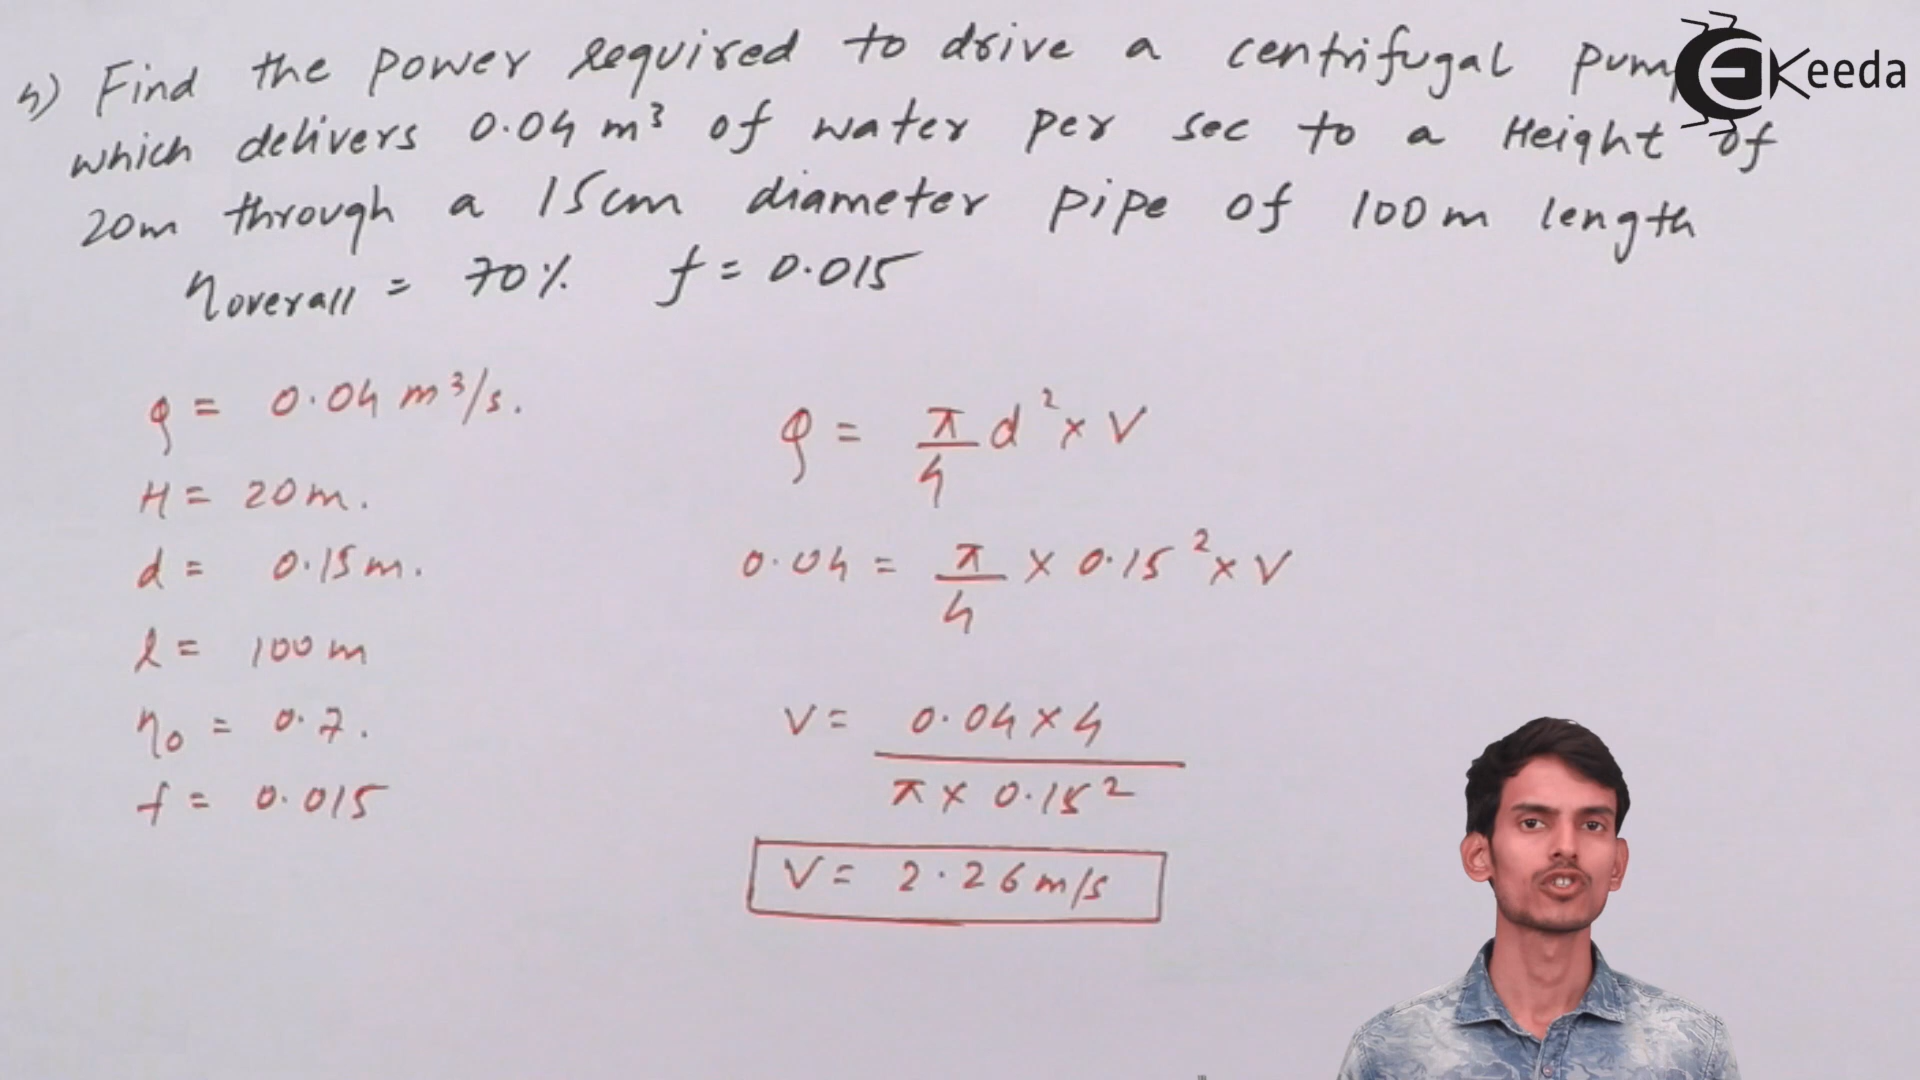 4) Find the power required to drive a centrifugal pump
which delivers 0.04 m³ of water per sec to a Height of
20m through a 15cm diameter pipe of 100m length
ηoverall = 70% f = 0.015
Keeda
Q = 0.04 m³/s.
H = 20m.
d = 0.15m.
l = 100m
η₀ = 0.7.
f = 0.015
Q = π/4 d² × V
0.04 = π/4 × 0.15² × V
V = 0.04 × 4 / π × 0.15²
V = 2.26 m/s